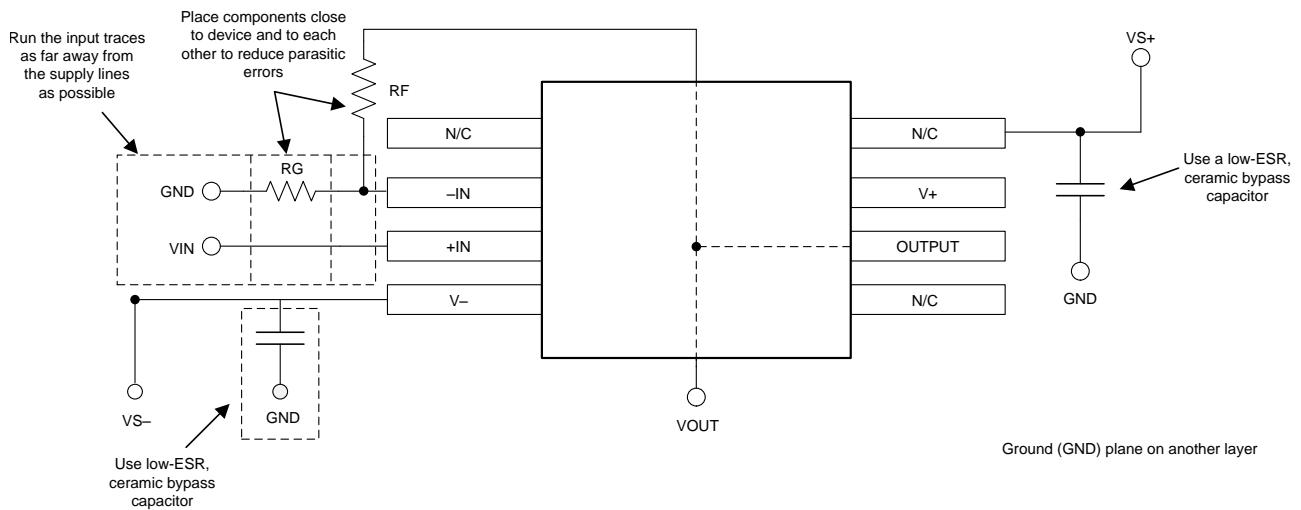 Run the input traces
as far away from
the supply lines
as possible
Place components close
to device and to each
other to reduce parasitic
errors
RF
N/C
RG
GND
–IN
VIN
+IN
V–
VS–
GND
Use low-ESR,
ceramic bypass
capacitor
VOUT
N/C
V+
OUTPUT
N/C
VS+
Use a low-ESR,
ceramic bypass
capacitor
GND
Ground (GND) plane on another layer